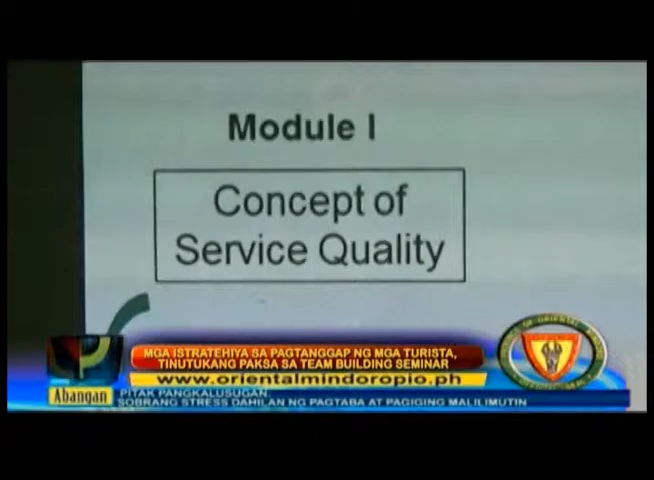 Module I
Concept of
Service Quality
MGA ISTRATEHIYA SA PAGTANGGAP NG MGA TURISTA,
TINUTUKANG PAKSA SA TEAM BUILDING SEMINAR
www.orientalmindoropio.ph
Abangan
PITAK PANGKALUSUGAN:
SOBRANG STRESS DAHILAN NG PAGTABA AT PAGIGING MALILIMUTIN